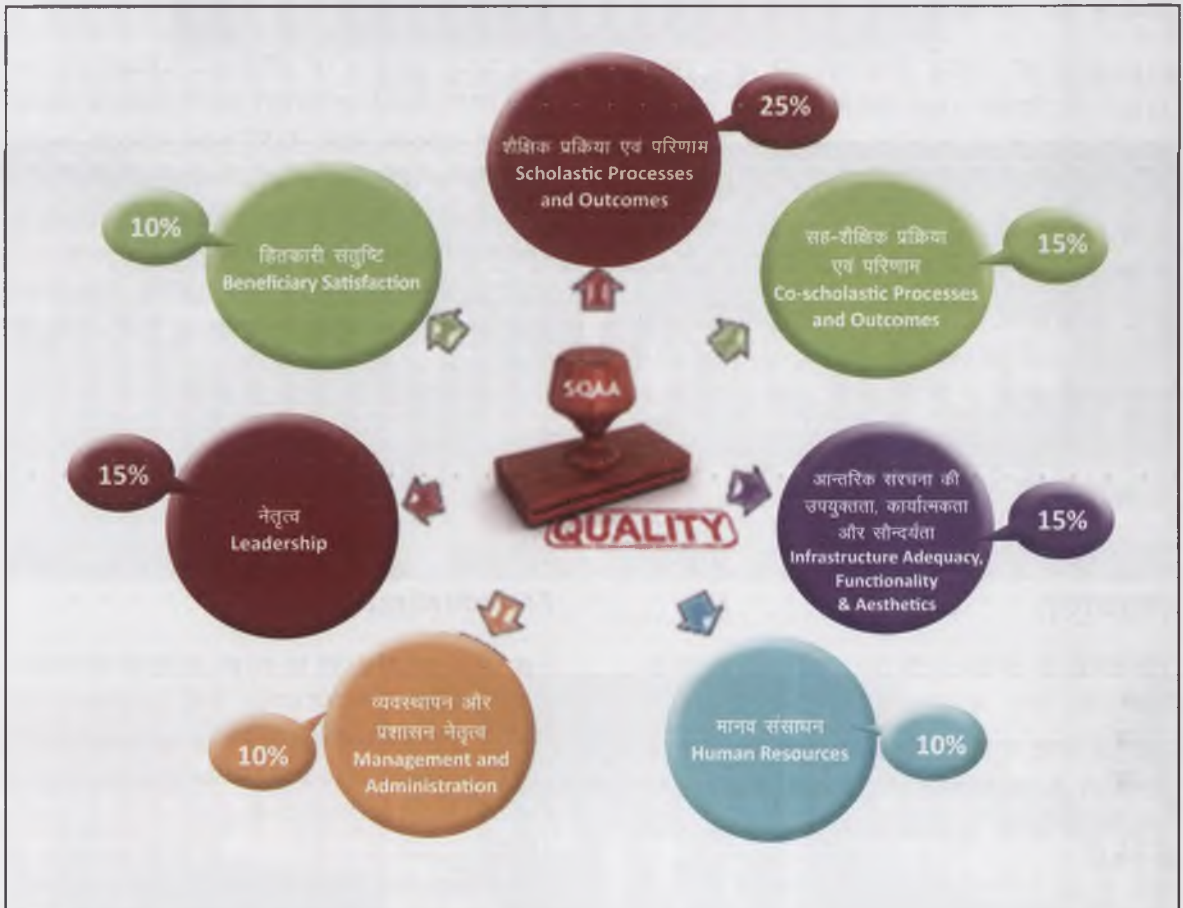 25%
शैक्षिक प्रक्रिया एवं परिणाम
Scholastic Processes
and Outcomes
10%
हितकारी सतुष्टि
Beneficiary Satisfaction
सह-शैक्षिक प्रक्रिया
एवं परिणाम
Co-scholastic Processes
and Outcomes
15%
SQAA
QUALITY
15%
नेतृत्व
Leadership
आन्तरिक संरचना की
उपयुक्तता, कार्यात्मकता
और सौन्दर्यता
Infrastructure Adequacy,
Functionality
& Aesthetics
15%
व्यवस्थापन और
प्रशासन नेतृत्व
Management and
Administration
10%
मानव संसाधन
Human Resources
10%